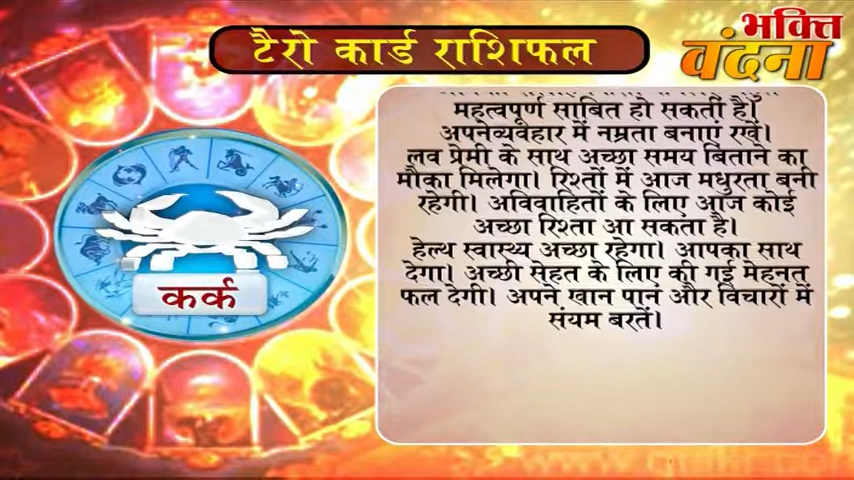 टैरो कार्ड राशिफल
भक्ति
वंदना
महत्वपूर्ण साबित हो सकती है।
अपनेव्यवहार में नम्रता बनाएं रखें।
लव प्रेमी के साथ अच्छा समय बिताने का
मौका मिलेगा। रिश्तों में आज मधुरता बनी
रहेगी। अविवाहितों के लिए आज कोई
अच्छा रिश्ता आ सकता है।
हेल्थ स्वास्थ्य अच्छा रहेगा। आपका साथ
देगा। अच्छी सेहत के लिए की गई मेहनत
फल देगी। अपने खान पान और विचारों में
संयम बरतें।
कर्क